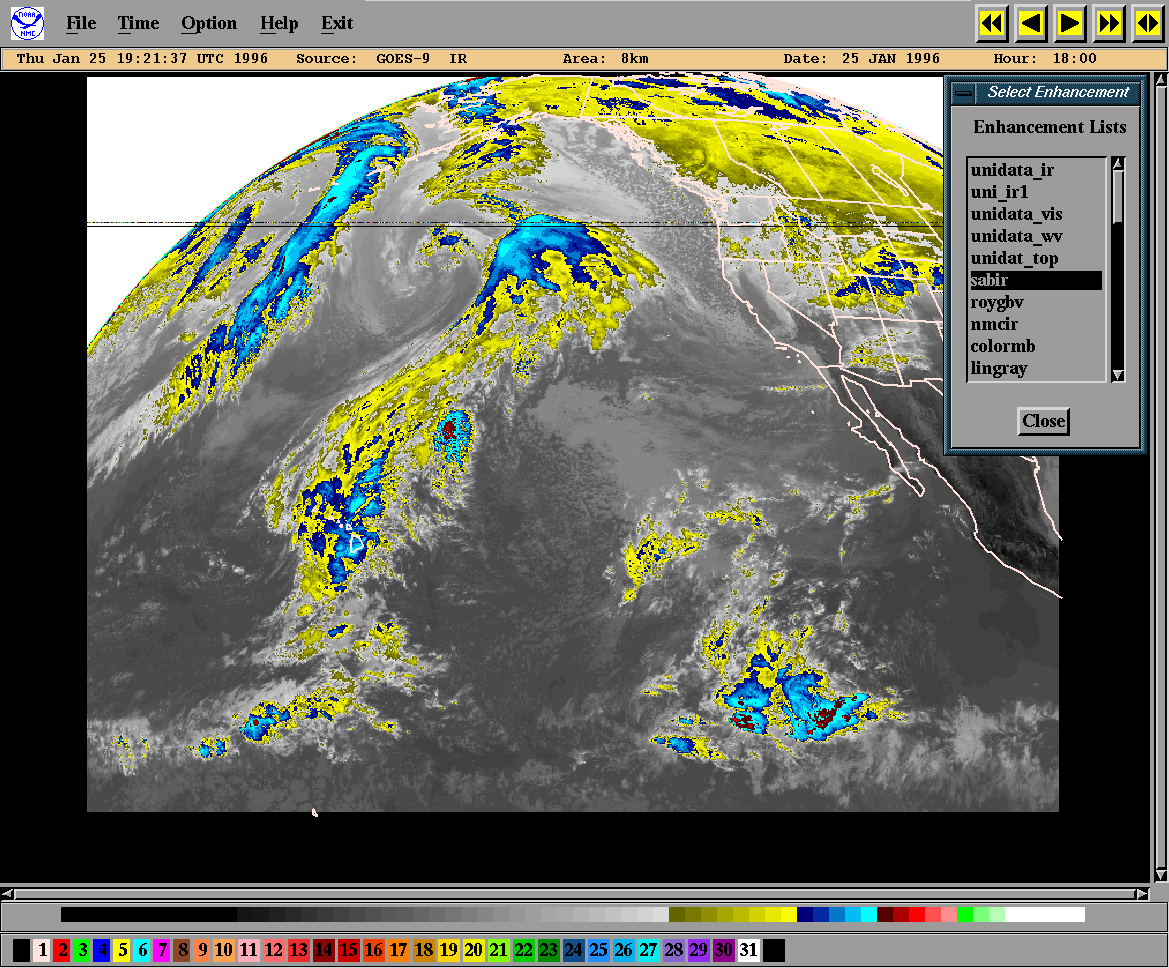 NOAA
NMC
File Time Option Help Exit
Thu Jan 25 19:21:37 UTC 1996 Source: GOES-9 IR Area: 8km Date: 25 JAN 1996 Hour: 18:00
Select Enhancement
Enhancement Lists
unidata_ir
uni_ir1
unidata_vis
unidata_wv
unidat_top
sabir
roygbv
nmcir
colormb
lingray
Close
1 2 3 4 5 6 7 8 9 10 11 12 13 14 15 16 17 18 19 20 21 22 23 24 25 26 27 28 29 30 31